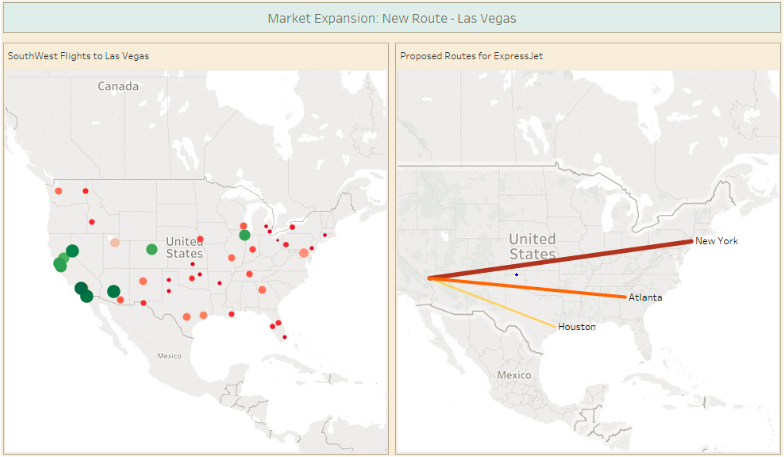 Market Expansion: New Route - Las Vegas
SouthWest Flights to Las Vegas
Proposed Routes for ExpressJet
Canada
United
States
Mexico
United
States
New York
Atlanta
Houston
Mexico